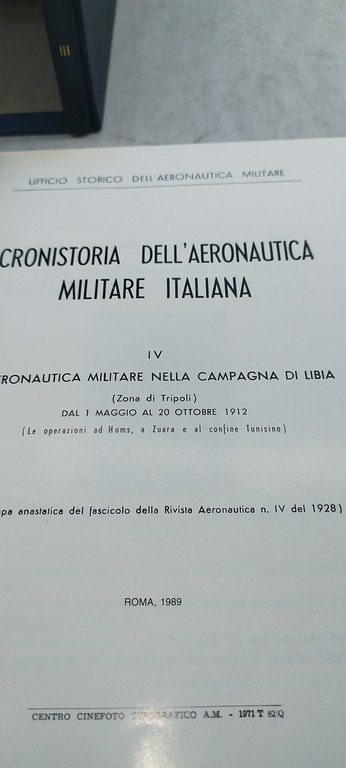 III
UFFICIO STORICO DELL'AERONAUTICA MILITARE
CRONISTORIA DELL'AERONAUTICA
MILITARE ITALIANA
IV
MILITARE NELLA CAMPAGNA DI LIBIA
(Zona di Tripoli)
DAL 1 MAGGIO AL 20 OTTOBRE 1912
(Le operazioni ad Homs, a Zuara e al confine Tunisino)
anastatica del fascicolo della Rivista Aeronautica n. IV del 1928)
ROMA, 1989
CENTRO CINEFOTO TIPOGRAFICO A.M. - 1971 T 82/Q